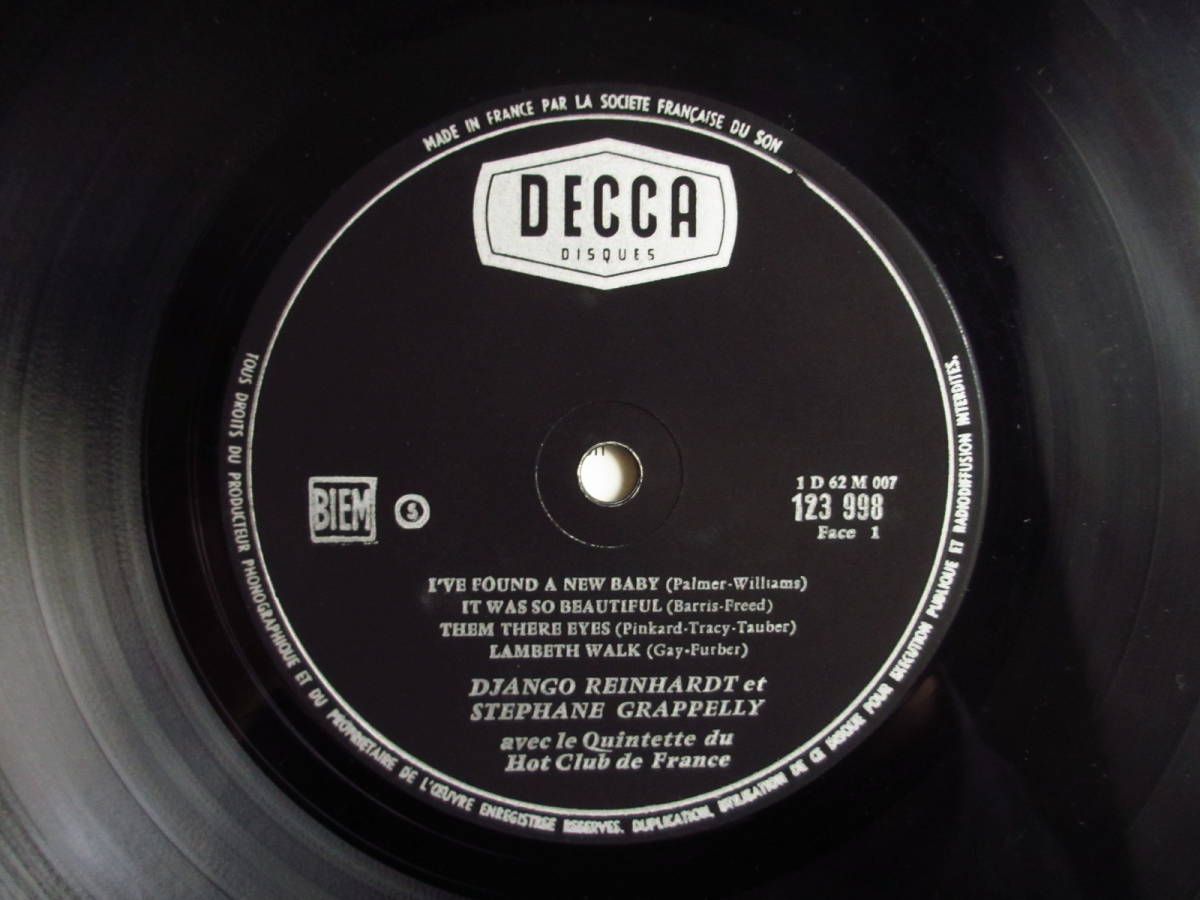 MADE IN FRANCE PAR LA SOCIETE FRANÇAISE DU SON
DECCA
DISQUES
BIEM
S
1 D 62 M 007
123 998
Face 1
I'VE FOUND A NEW BABY (Palmer-Williams)
IT WAS SO BEAUTIFUL (Barris-Freed)
THEM THERE EYES (Pinkard-Tracy-Tauber)
LAMBETH WALK (Gay-Furber)
DJANGO REINHARDT et
STEPHANE GRAPPELLY
avec le Quintette du
Hot Club de France
TOUS DROITS DU PRODUCTEUR PHONOGRAPHIQUE ET DU PROPRIETAIRE DE L'ŒUVRE ENREGISTREE RESERVES. DUPLICATION, UTILISATION DE CE DISQUE POUR EXECUTION PUBLIQUE ET RADIODIFFUSION INTERDITES.